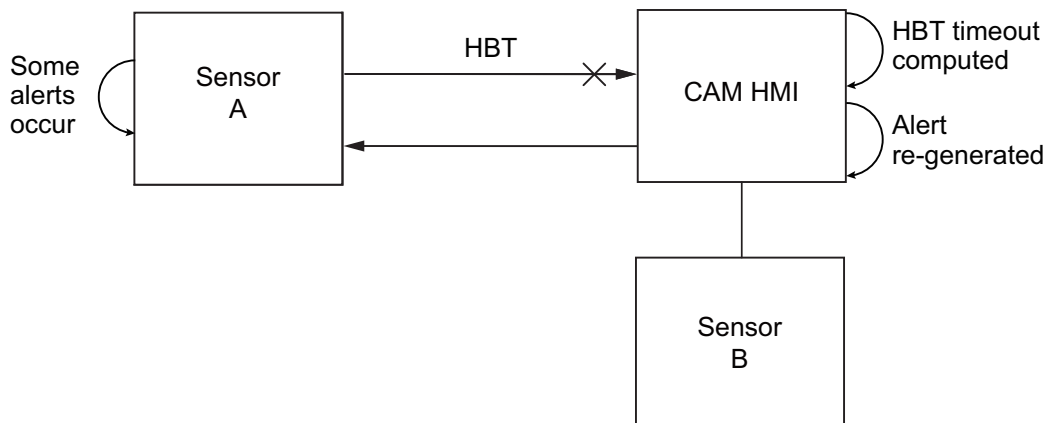 Some
alerts
occur
Sensor
A
HBT
CAM HMI
HBT timeout
computed
Alert
re-generated
Sensor
B